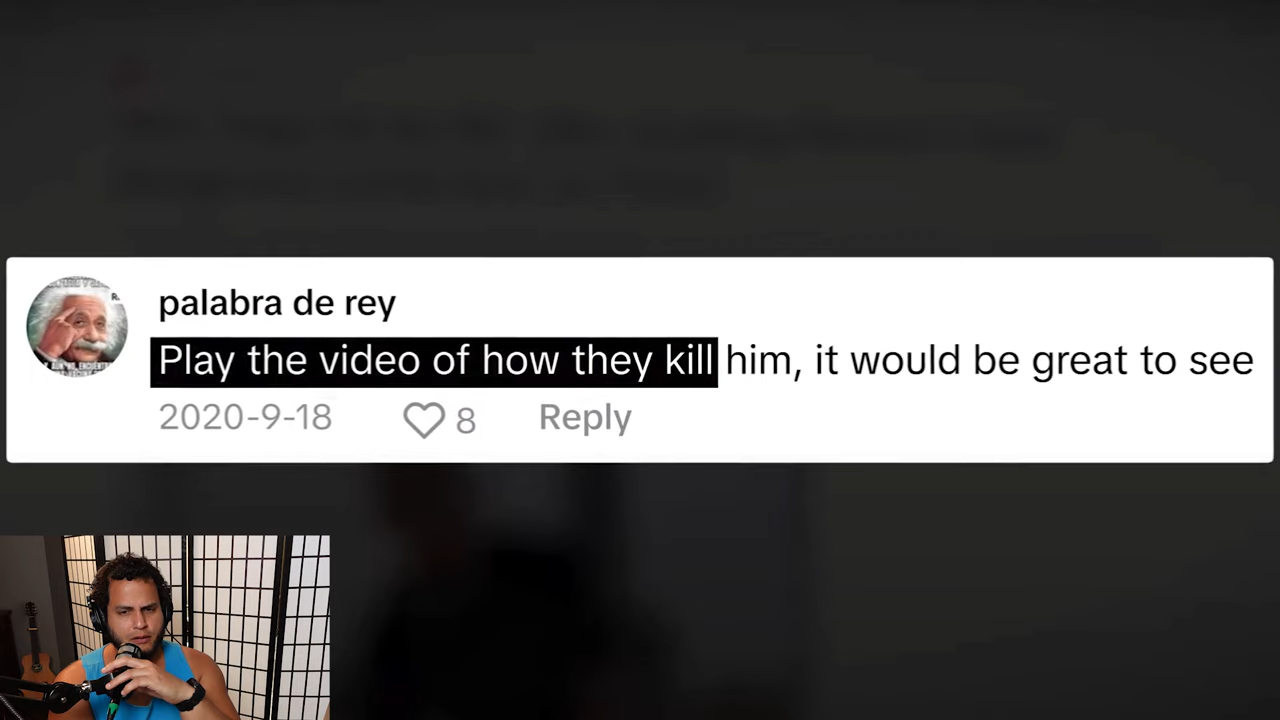 palabra de rey
Play the video of how they kill him, it would be great to see
2020-9-18 8 Reply